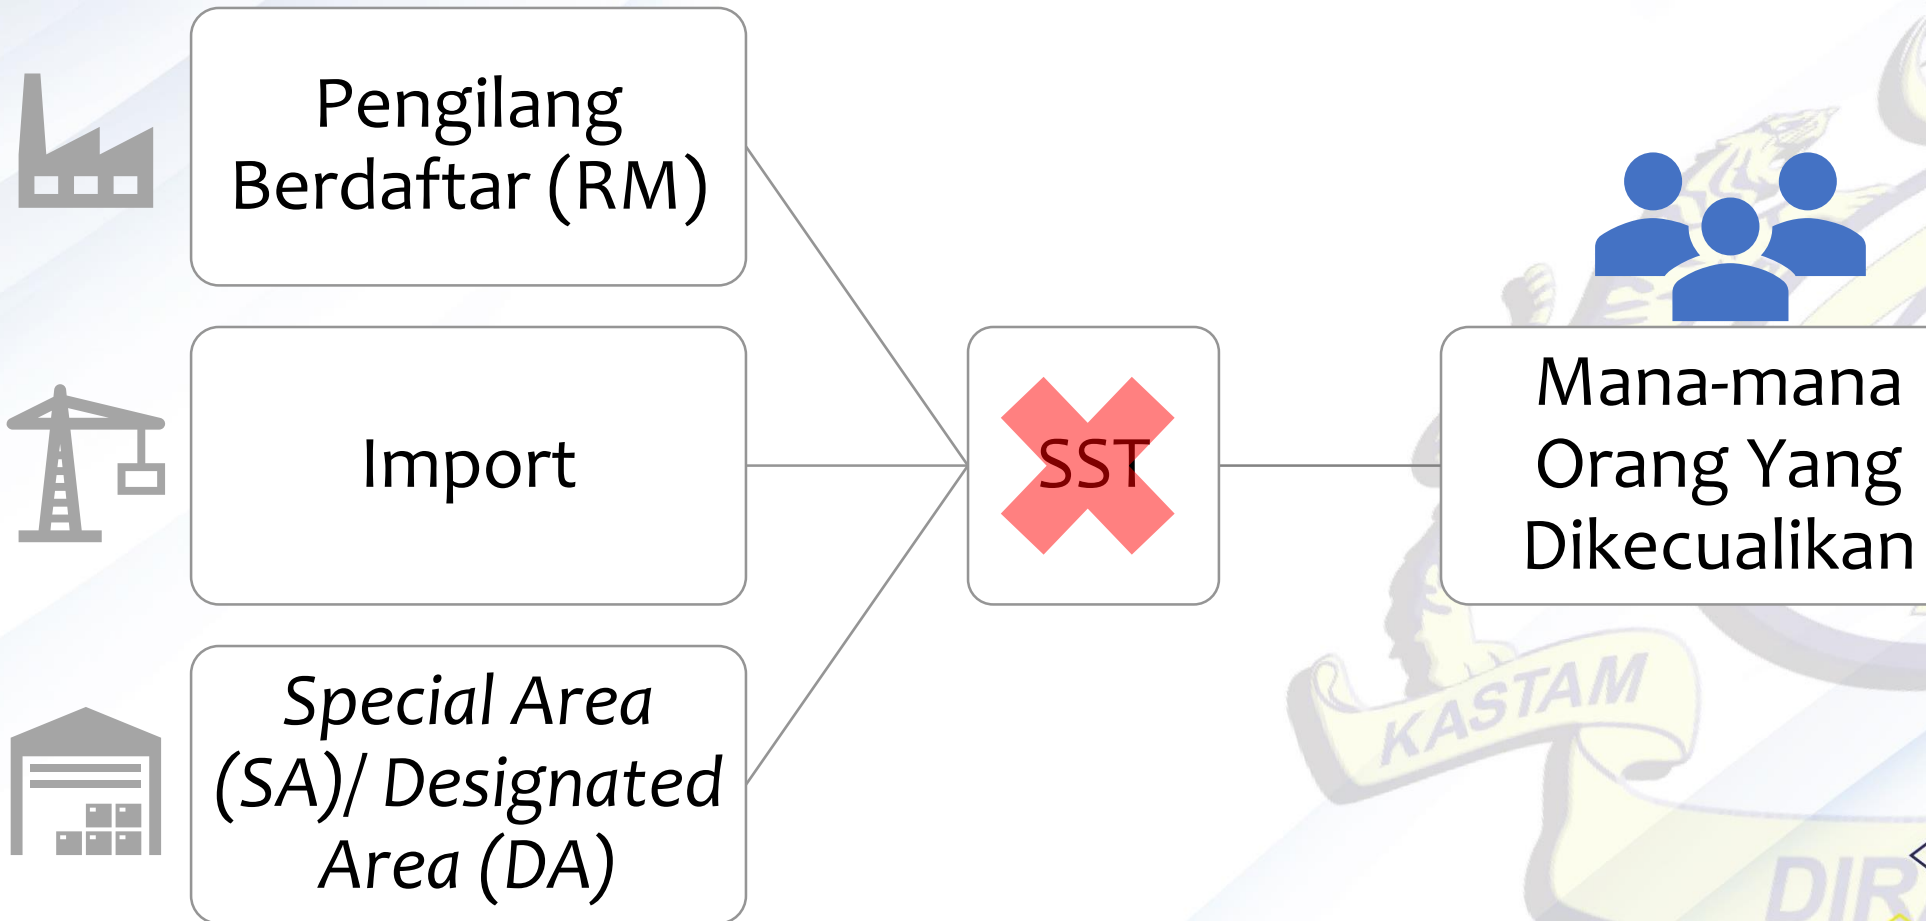 Pengilang
Berdaftar (RM)
Import
Special Area
(SA)/ Designated
Area (DA)
SST
Mana-mana
Orang Yang
Dikecualikan
KASTAM